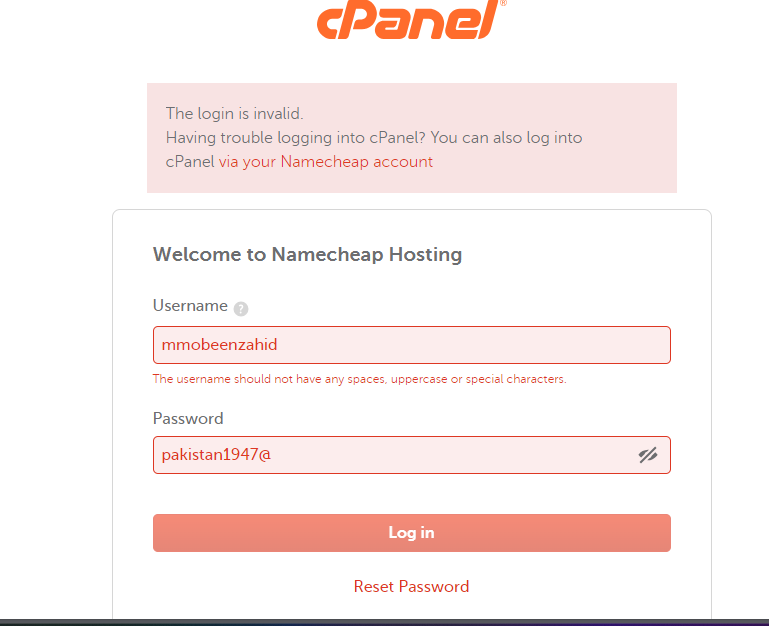 cPanel®
The login is invalid.
Having trouble logging into cPanel? You can also log into
cPanel via your Namecheap account
Welcome to Namecheap Hosting
Username ?
mmobeenzahid
The username should not have any spaces, uppercase or special characters.
Password
pakistan1947@
Log in
Reset Password